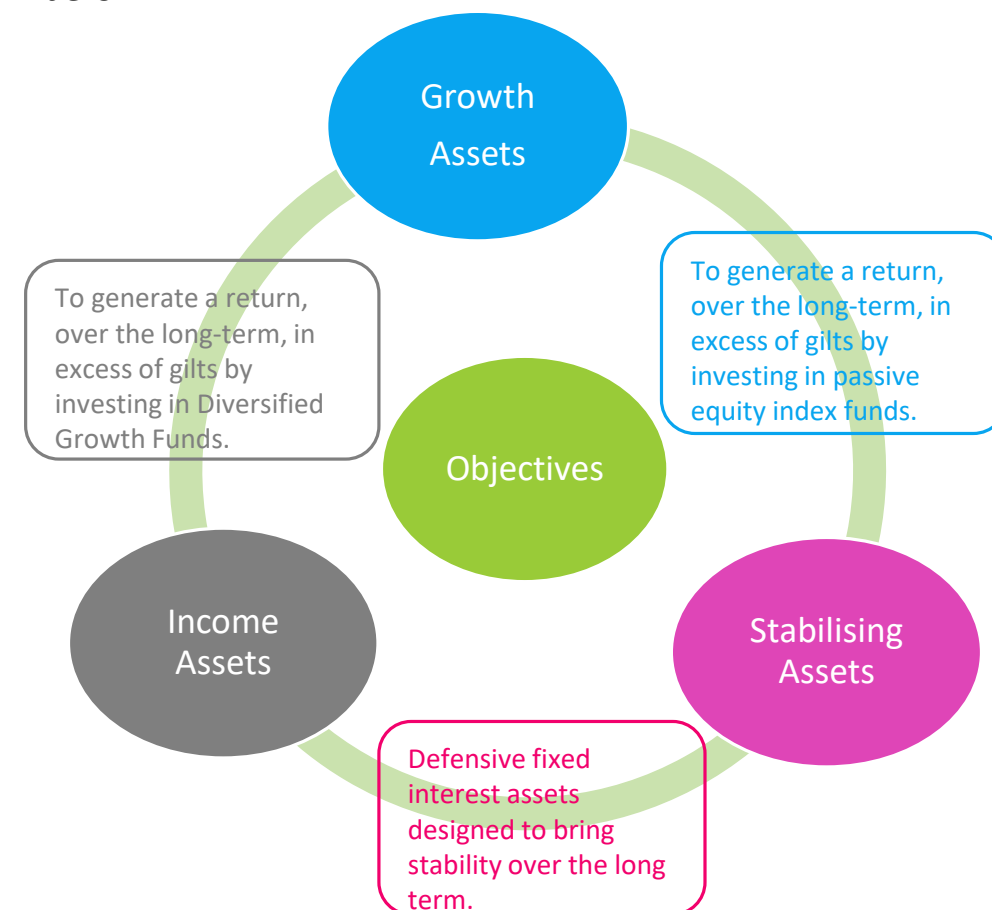 Growth
Assets
To generate a return,
over the long-term, in
excess of gilts by
investing in passive
equity index funds.
To generate a return,
over the long-term, in
excess of gilts by
investing in Diversified
Growth Funds.
Objectives
Income
Assets
Stabilising
Assets
Defensive fixed
interest assets
designed to bring
stability over the long
term.